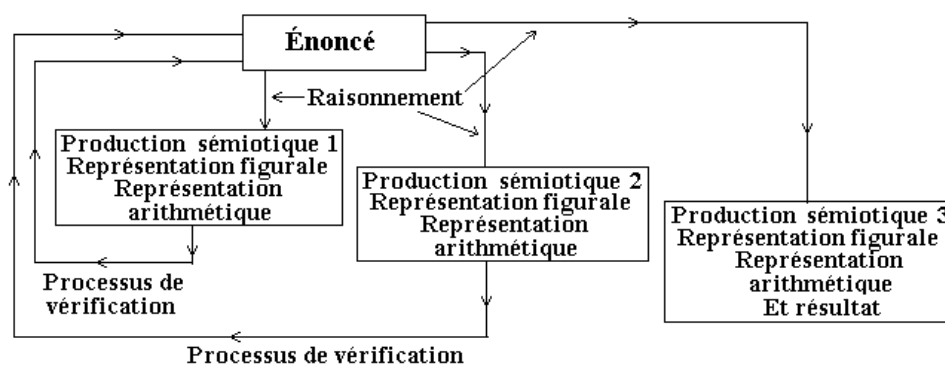 Énoncé
Raisonnement
Production sémiotique 1
Représentation figurale
Représentation
arithmétique
Production sémiotique 2
Représentation figurale
Représentation
arithmétique
Production sémiotique 3
Représentation figurale
Représentation
arithmétique
Et résultat
Processus de
vérification
Processus de vérification